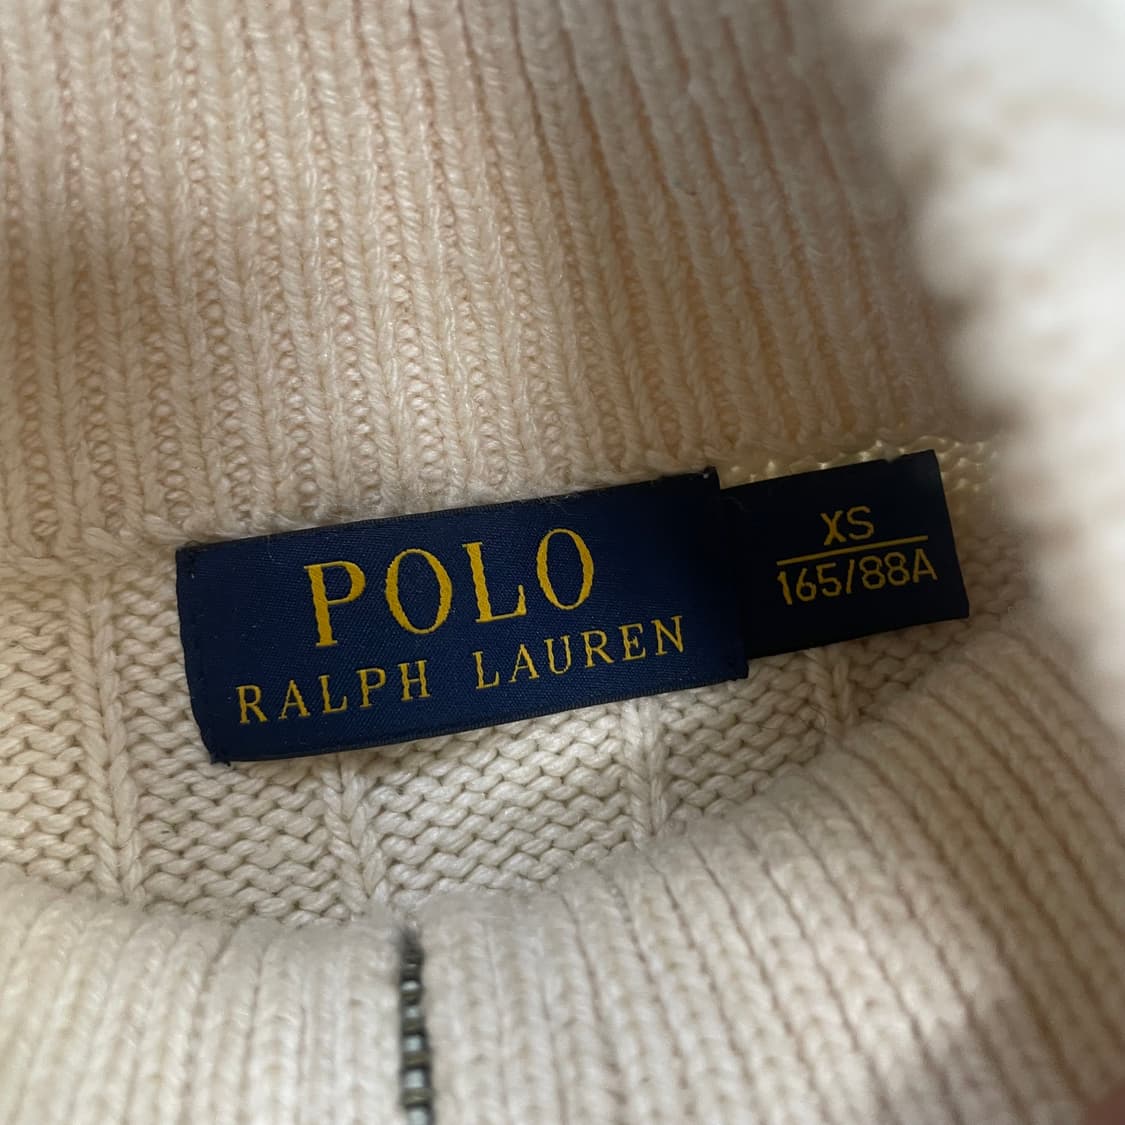 POLO
RALPH LAUREN
XS
165/88A